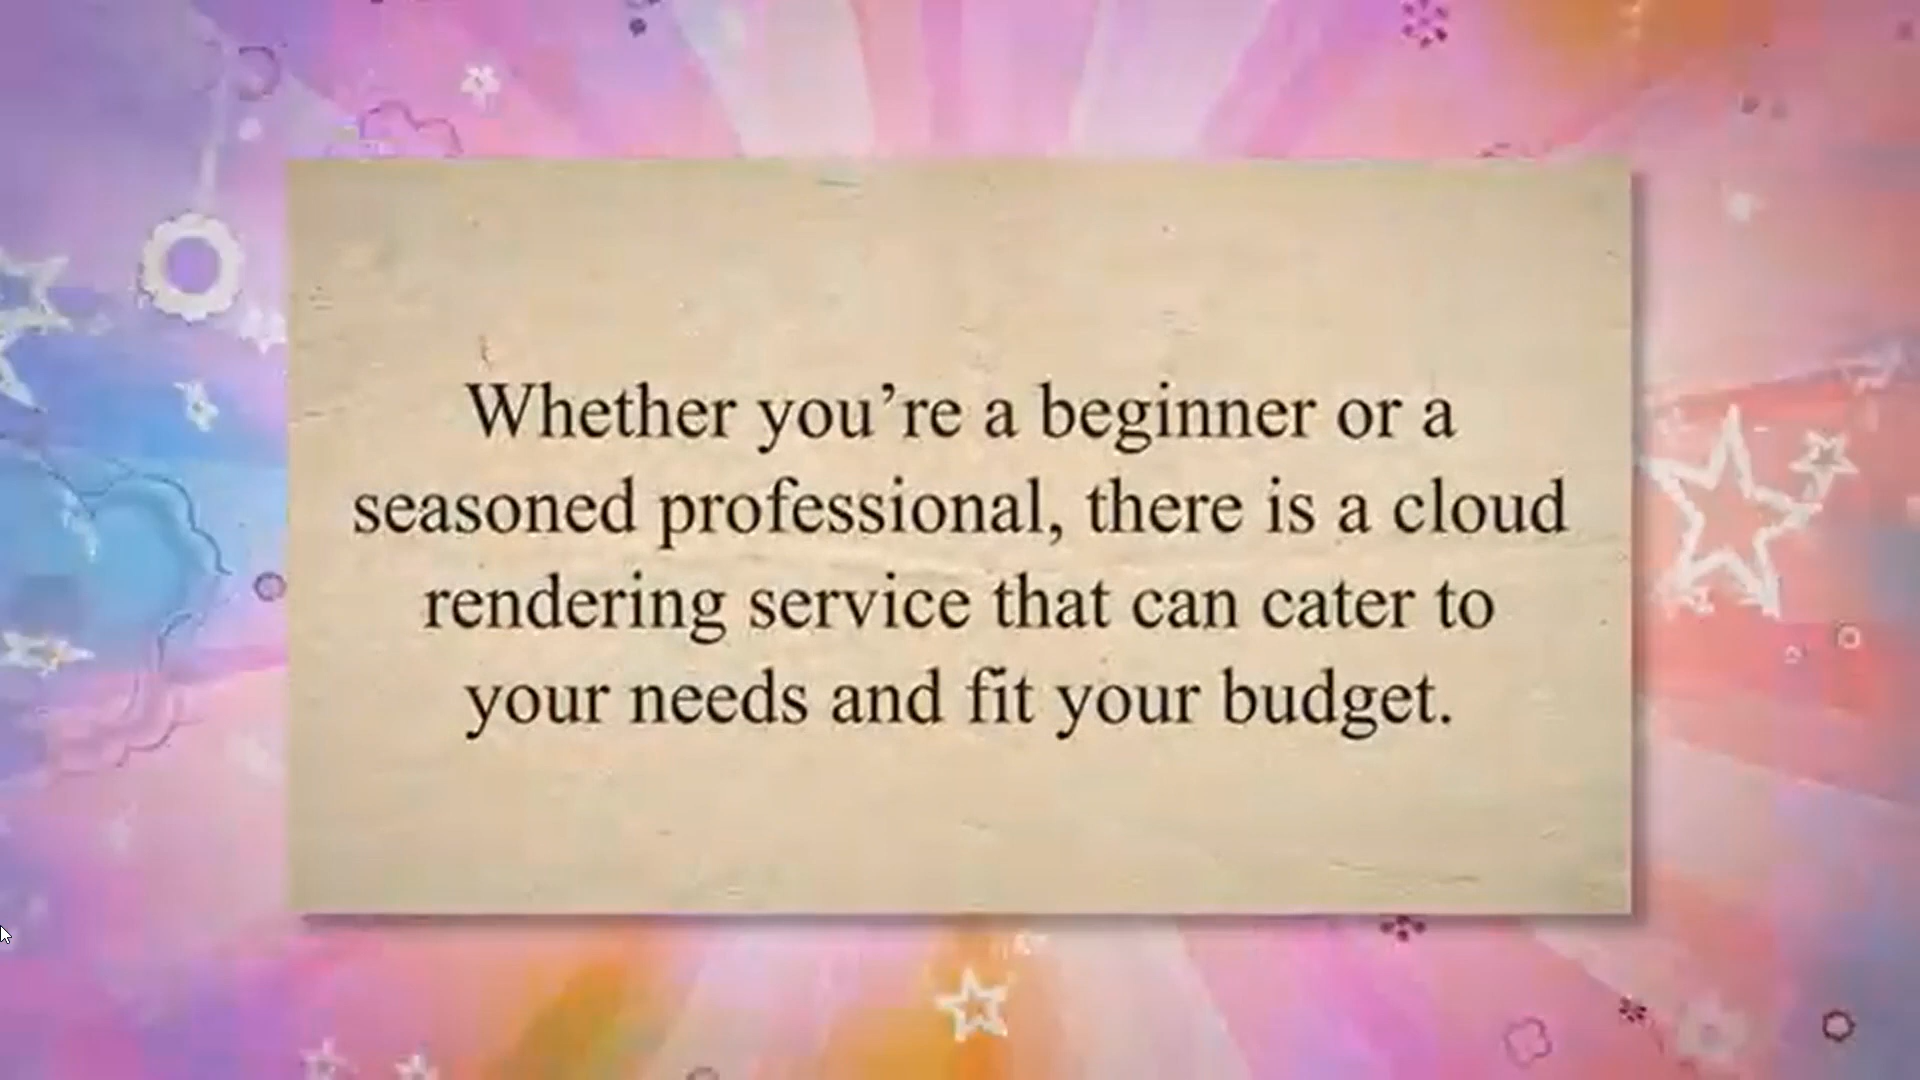 Whether you’re a beginner or a
seasoned professional, there is a cloud
rendering service that can cater to
your needs and fit your budget.